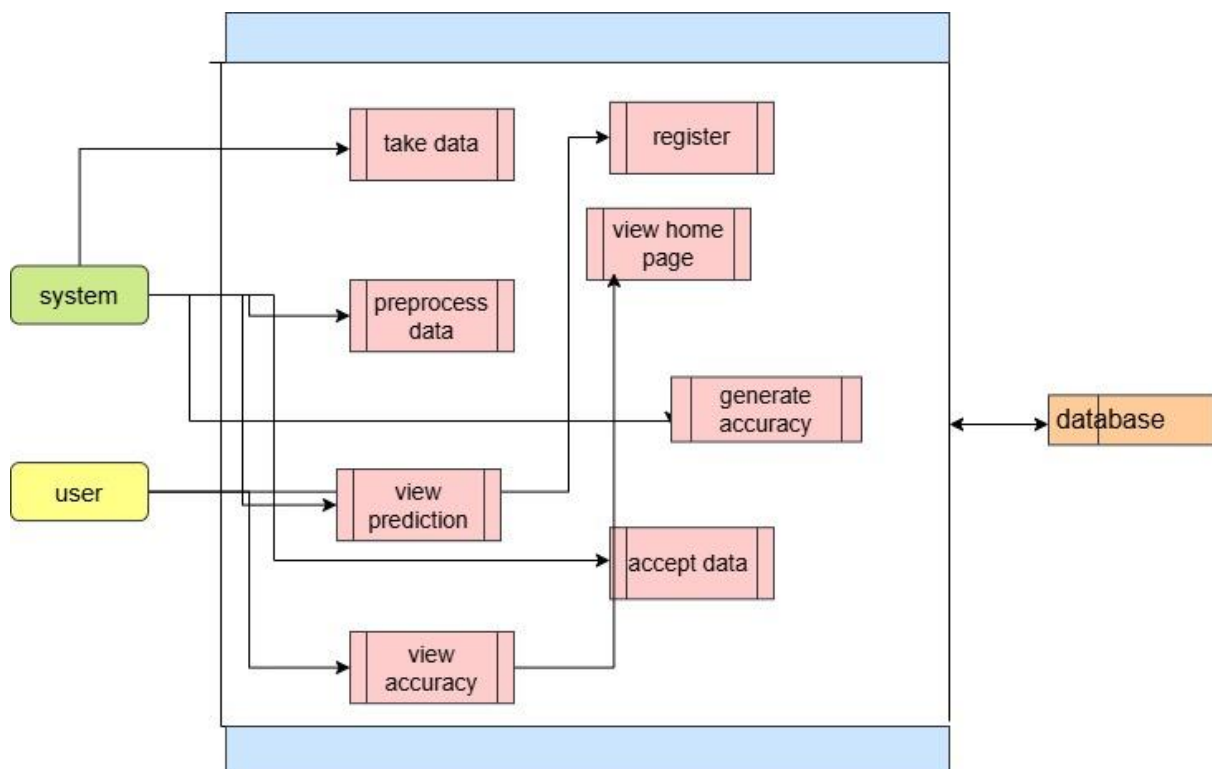 take data
register
view home
page
system
preprocess
data
generate
accuracy
database
user
view
prediction
accept data
view
accuracy